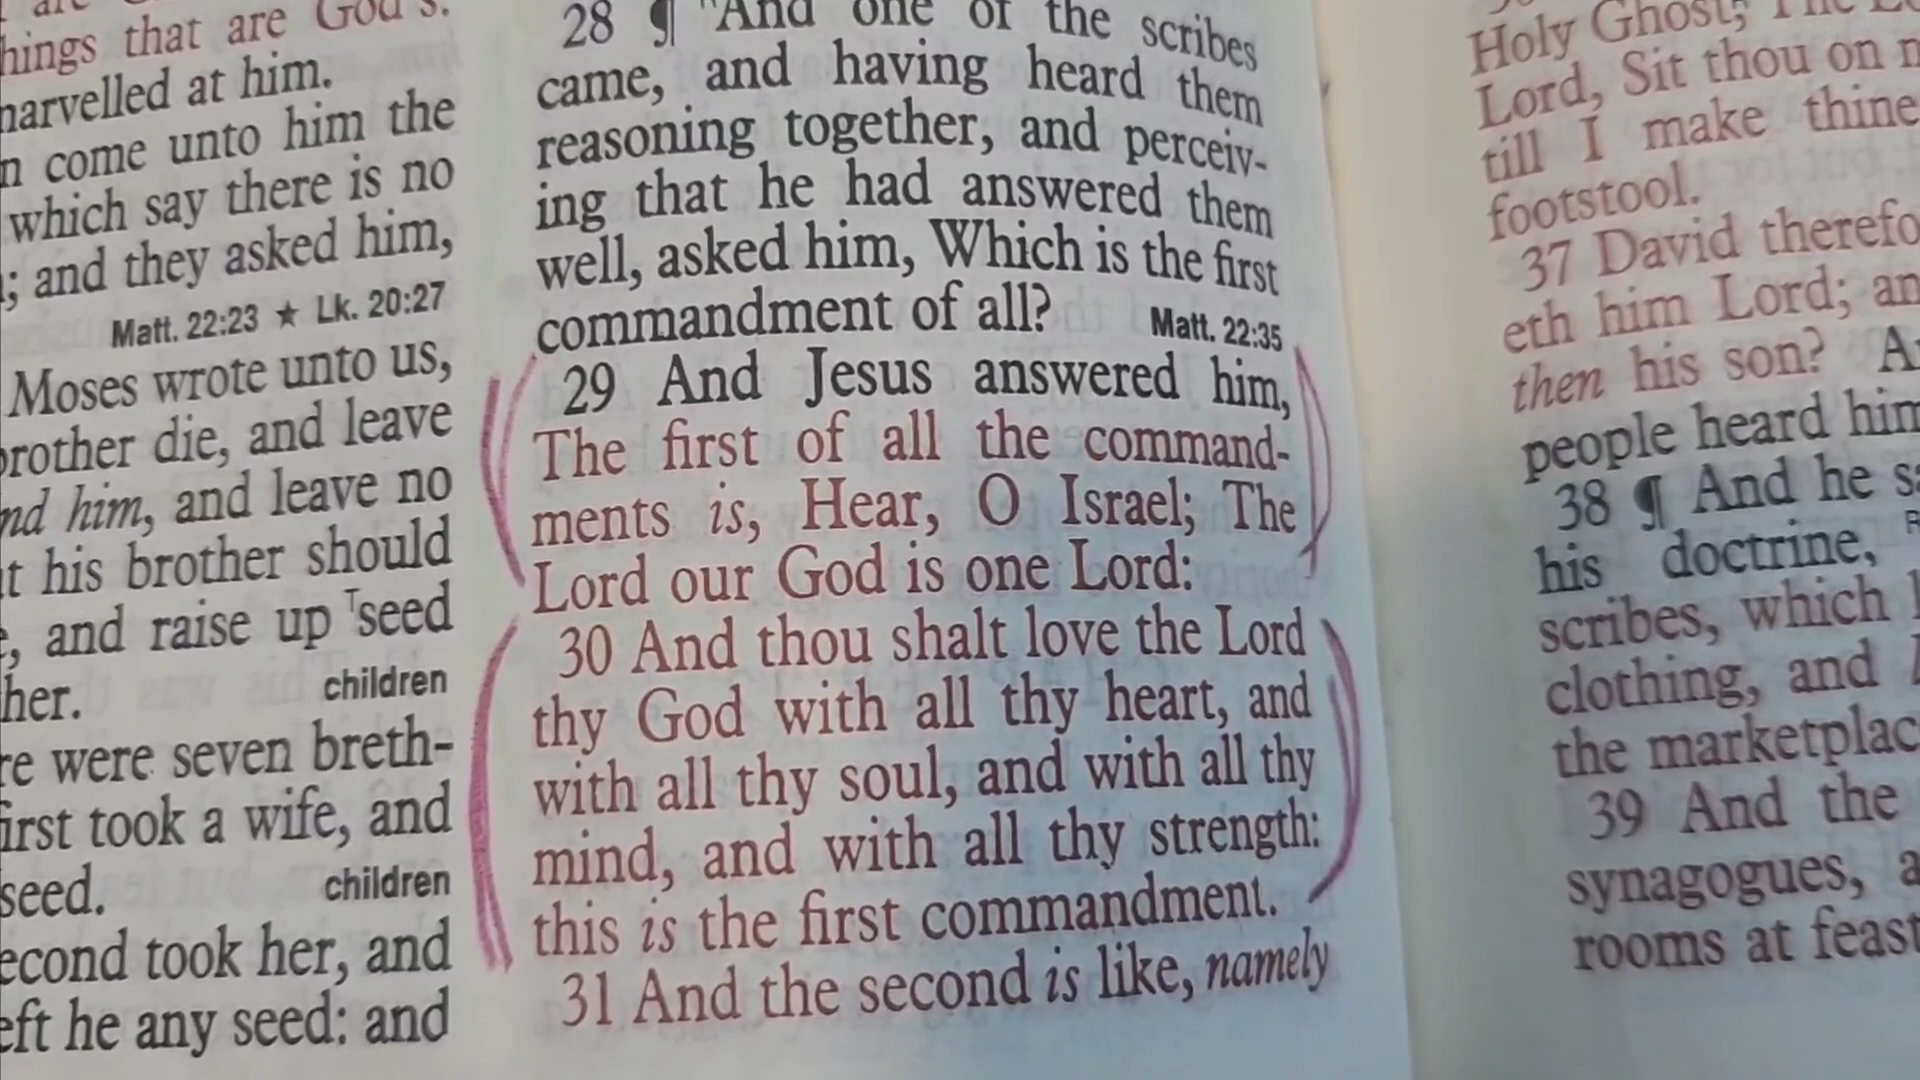 hings that are God's.
marvelled at him.
come unto him the
which say there is no
; and they asked him,
Matt. 22:23 ★ Lk. 20:27
Moses wrote unto us,
brother die, and leave
him, and leave no
his brother should
, and raise up ᵀseed
her. children
were seven breth-
first took a wife, and
seed. children
econd took her, and
eft he any seed: and
28 ¶ "And one of the scribes
came, and having heard them
reasoning together, and perceiv-
ing that he had answered them
well, asked him, Which is the first
commandment of all? Matt. 22:35
29 And Jesus answered him,
The first of all the command-
ments is, Hear, O Israel; The
Lord our God is one Lord:
30 And thou shalt love the Lord
thy God with all thy heart, and
with all thy soul, and with all thy
mind, and with all thy strength:
this is the first commandment.
31 And the second is like, namely
Holy Ghost, The
Lord, Sit thou on
till I make thine
footstool.
37 David therefo
eth him Lord; an
then his son? A
people heard him
38 ¶ And he sa
his doctrine,
scribes, which
clothing, and
the marketplac
39 And the
synagogues, a
rooms at feast